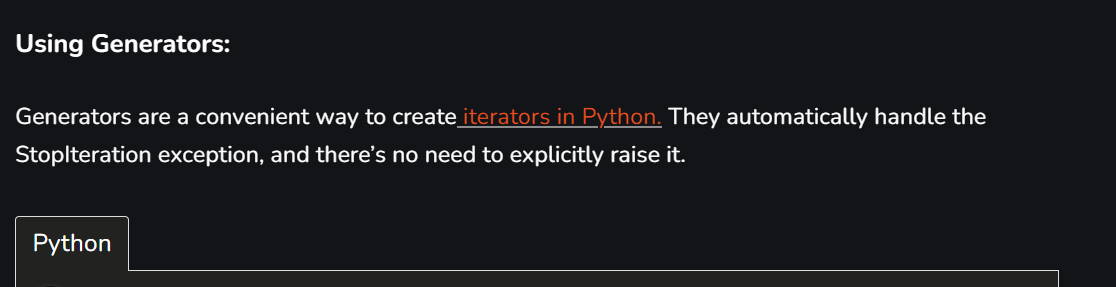 Using Generators:
Generators are a convenient way to create iterators in Python. They automatically handle the
StopIteration exception, and there’s no need to explicitly raise it.
Python